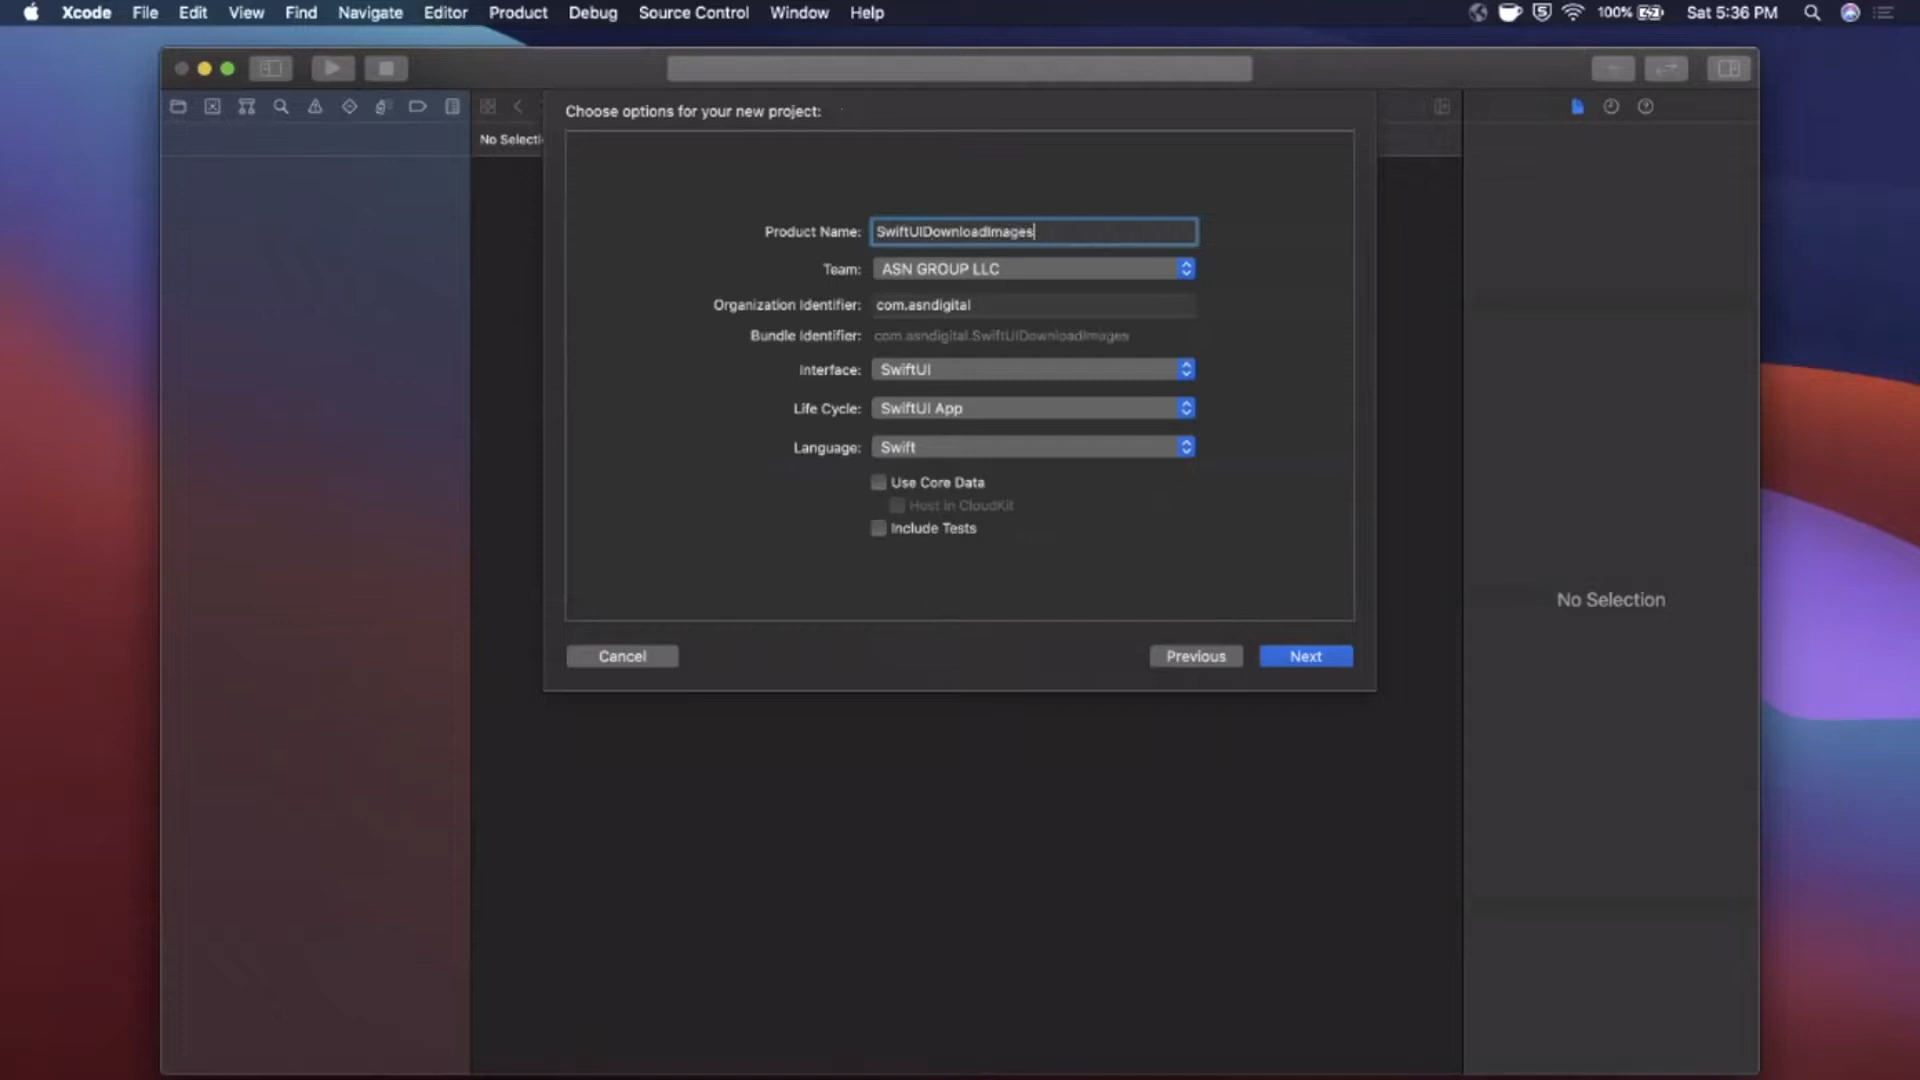 Xcode File Edit View Find Navigate Editor Product Debug Source Control Window Help 100% Sat 5:36 PM
Choose options for your new project:
No Selecti
Product Name: SwiftUIDownloadImages
Team: ASN GROUP LLC
Organization Identifier: com.asndigital
Bundle Identifier: com.asndigital.SwiftUIDownloadImages
Interface: SwiftUI
Life Cycle: SwiftUI App
Language: Swift
Use Core Data
Host in CloudKit
Include Tests
No Selection
Cancel Previous Next